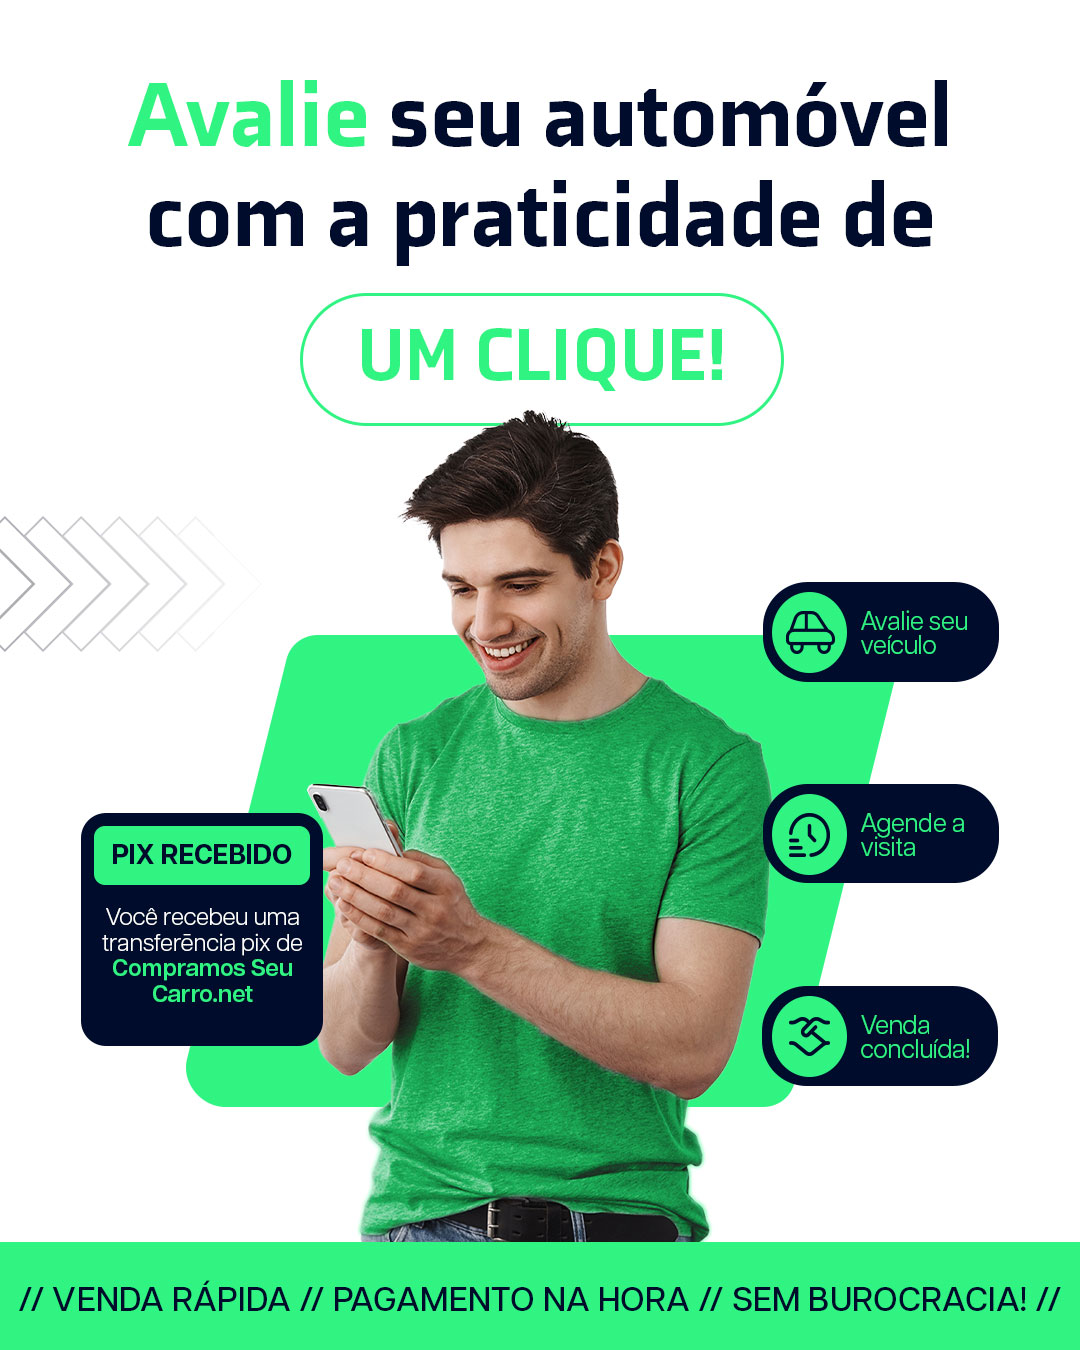 Avalie seu automóvel
com a praticidade de
UM CLIQUE!
Avalie seu
veículo
Agende a
visita
PIX RECEBIDO
Você recebeu uma
transferēncia pix de
Compramos Seu
Carro.net
Venda
concluída!
// VENDA RÁPIDA // PAGAMENTO NA HORA // SEM BUROCRACIA! //